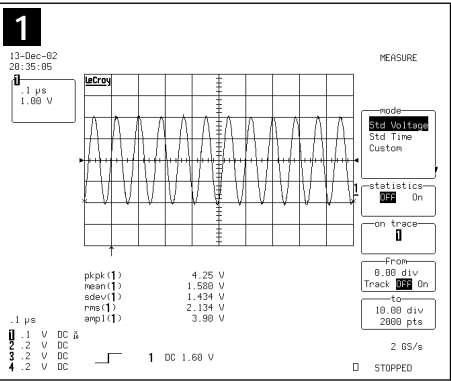 1
13-Dec-02
20:35:05
1
.1 µs
1.00 V
LeCroy
MEASURE
mode
Std Voltage
Std Time
Custom
1
statistics
OFF On
on trace
1
From
0.00 div
Track OFF On
to
10.00 div
2000 pts
pkpk(1) 4.25 V
mean(1) 1.580 V
sdev(1) 1.434 V
rms(1) 2.134 V
ampl(1) 3.90 V
.1 µs
1 .1 V DC X10
2 .2 V DC
3 .2 V DC
4 .2 V DC
1 DC 1.60 V
2 GS/s
STOPPED